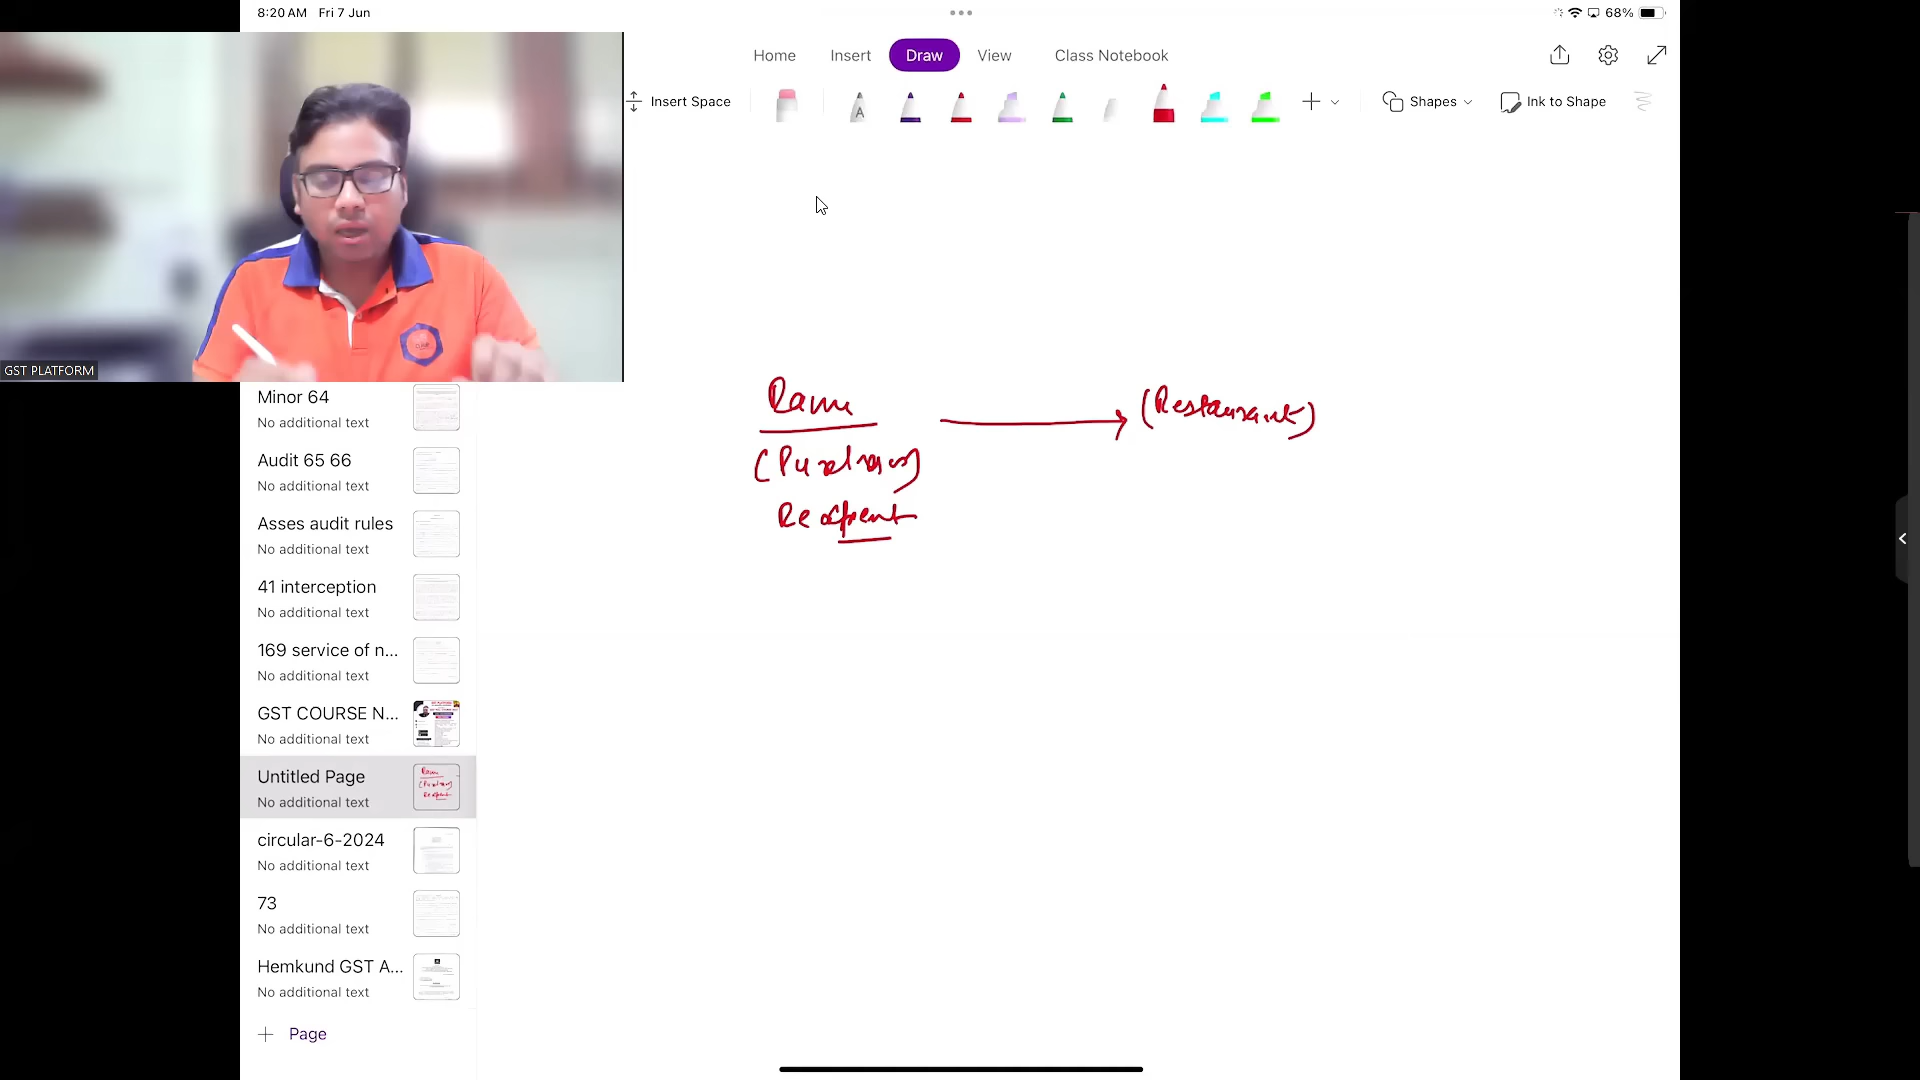 8:20 AM Fri 7 Jun
68%
Home Insert Draw View Class Notebook
Insert Space
A
Shapes
Ink to Shape
GST PLATFORM
Minor 64
No additional text
Audit 65 66
No additional text
Asses audit rules
No additional text
41 interception
No additional text
169 service of n...
No additional text
GST COURSE N...
No additional text
Untitled Page
No additional text
circular-6-2024
No additional text
73
No additional text
Hemkund GST A...
No additional text
Page
(Restaurant)